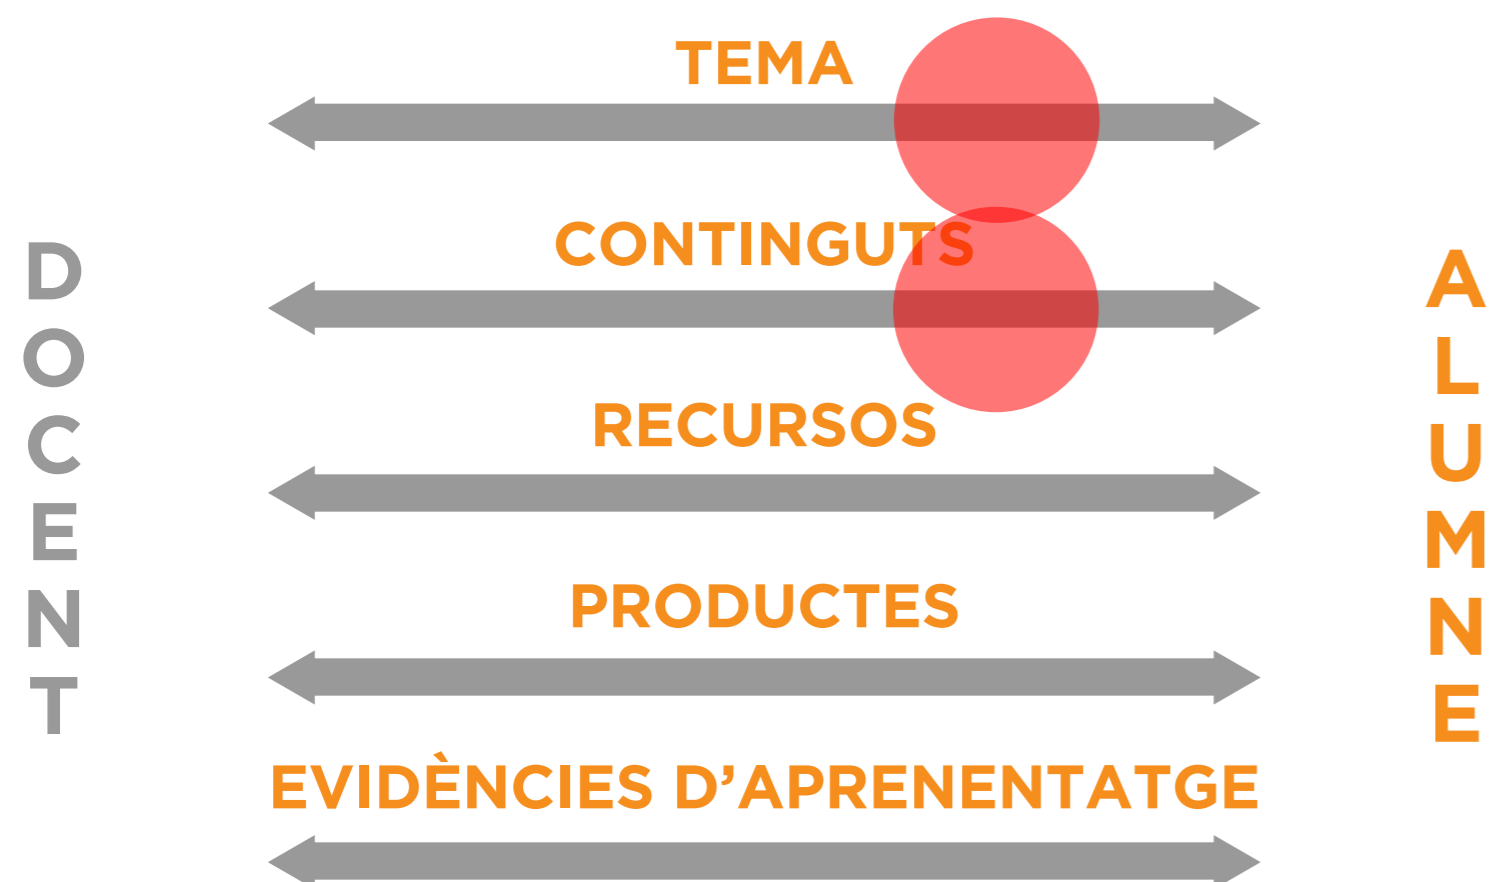 DOCENT
TEMA
CONTINGUTS
RECURSOS
PRODUCTES
EVIDÈNCIES D’APRENENTATGE
ALUMNE